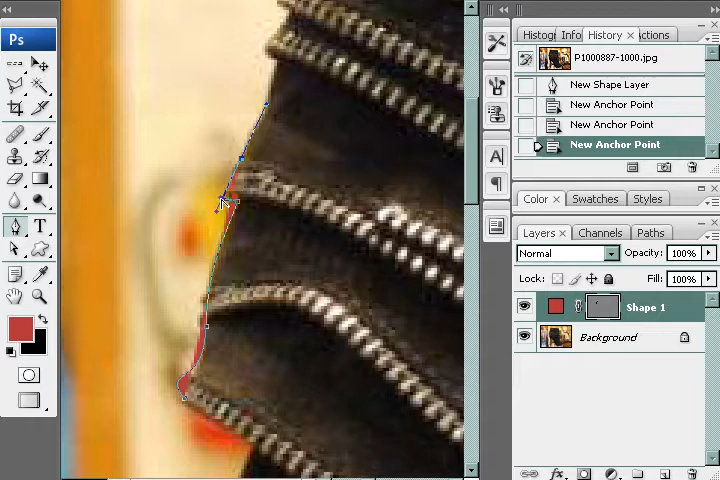 Ps
Histogr Info History × ctions
P1000887-1000.jpg
New Shape Layer
New Anchor Point
New Anchor Point
New Anchor Point
Color × Swatches Styles
Layers × Channels Paths
Normal Opacity: 100%
Lock: Fill: 100%
Shape 1
Background
T
A
¶
fx